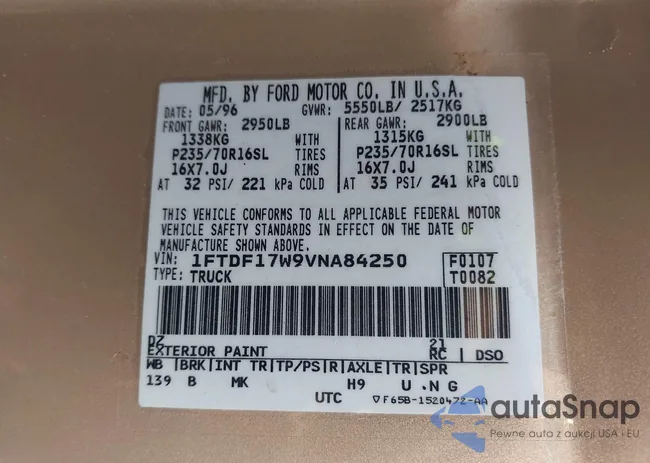 MFD. BY FORD MOTOR CO. IN U.S.A.
DATE: 05/96 GVWR: 5550LB/ 2517KG
FRONT GAWR: 2950LB REAR GAWR: 2900LB
1338KG WITH 1315KG WITH
P235/70R16SL TIRES P235/70R16SL TIRES
16X7.0J RIMS 16X7.0J RIMS
AT 32 PSI/ 221 kPa COLD AT 35 PSI/ 241 kPa COLD
THIS VEHICLE CONFORMS TO ALL APPLICABLE FEDERAL MOTOR
VEHICLE SAFETY STANDARDS IN EFFECT ON THE DATE OF
MANUFACTURE SHOWN ABOVE.
VIN: 1FTDF17W9VNA84250 F0107
TYPE: TRUCK T0082
DZ 21
EXTERIOR PAINT RC | DSO
WB |BRK|INT TR|TP/PS|R|AXLE|TR|SPR
139 B MK H9 U .N G
UTC ▽F65B-1520472-AA
autaSnap
Pewne auta z aukcji USA i EU